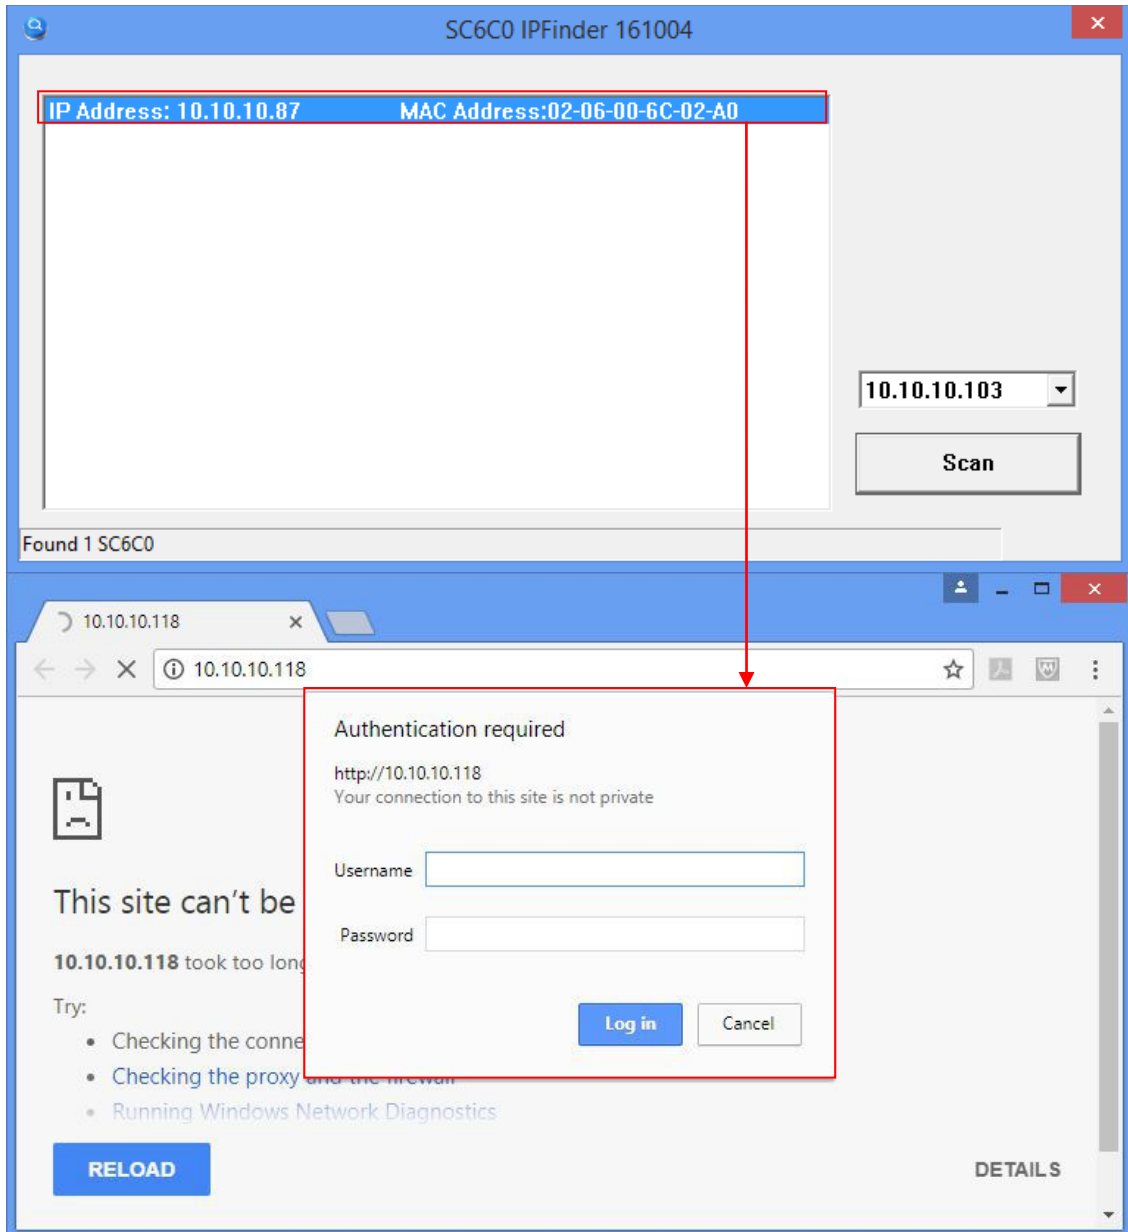 SC6C0 IPFinder 161004
IP Address: 10.10.10.87 MAC Address:02-06-00-6C-02-A0
10.10.10.103
Scan
Found 1 SC6C0
10.10.10.118
10.10.10.118
Authentication required
http://10.10.10.118
Your connection to this site is not private
Username
Password
Log in Cancel
This site can't be
10.10.10.118 took too long
Try:
• Checking the conne
• Checking the proxy and the firewall
• Running Windows Network Diagnostics
RELOAD DETAILS